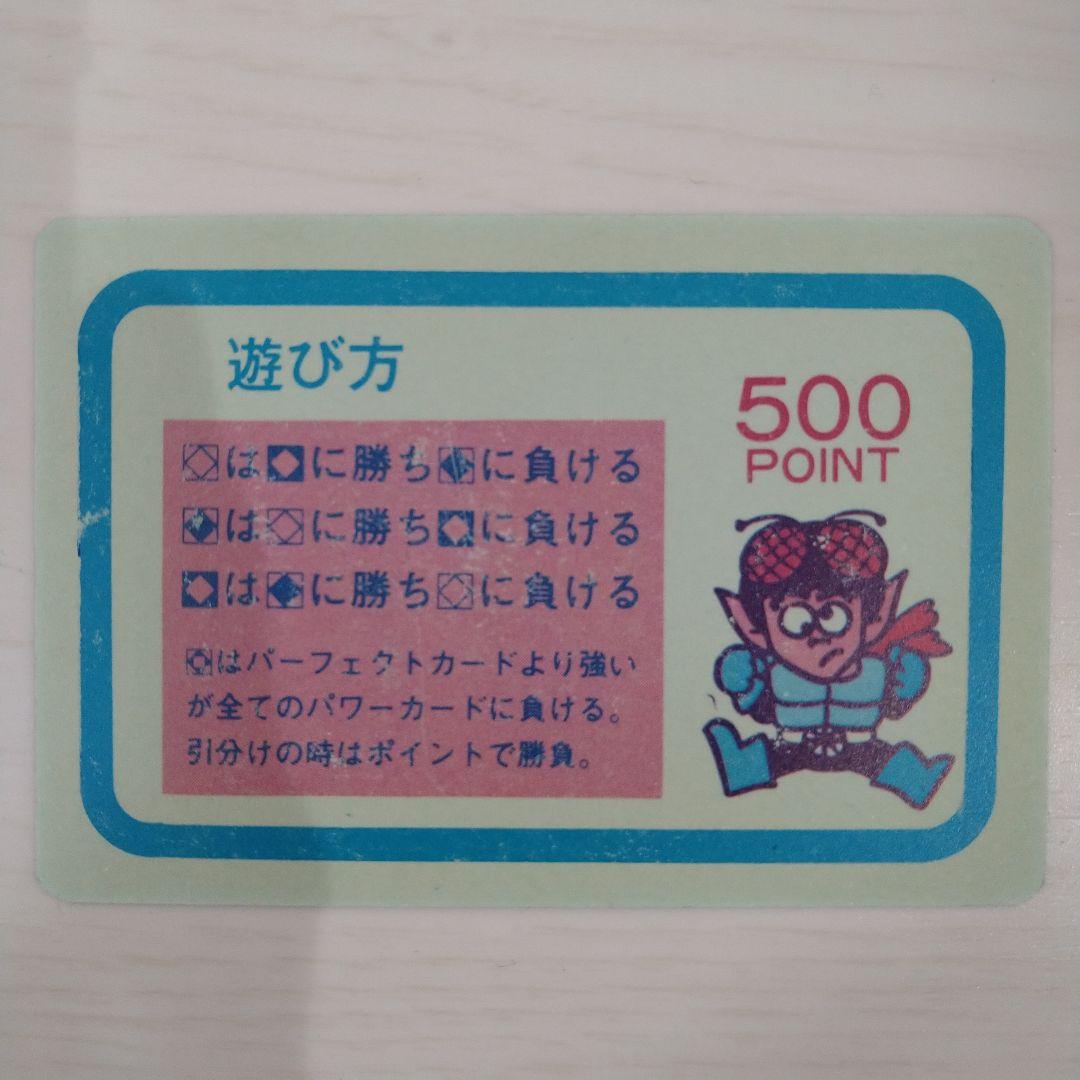 遊び方
は に勝ち に負ける
は に勝ち に負ける
は に勝ち に負ける
はパーフェクトカードより強い
が全てのパワーカードに負ける。
引分けの時はポイントで勝負。
500
POINT